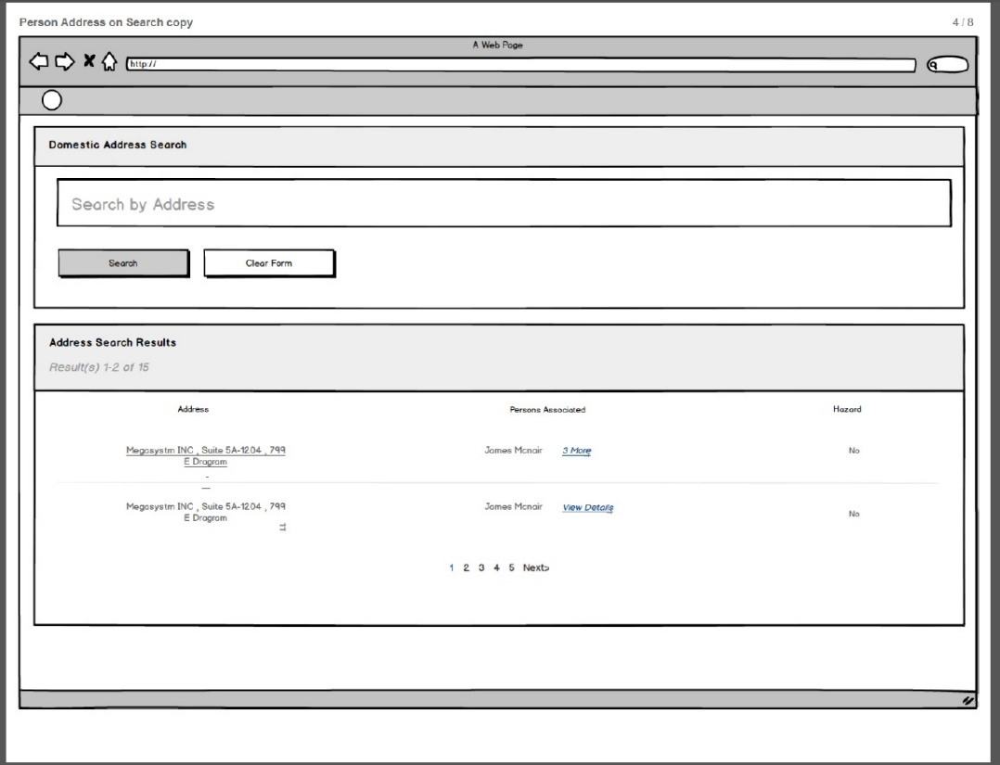 Person Address on Search copy
4 / 8
A Web Page
http://
Domestic Address Search
Search by Address
Search
Clear Form
Address Search Results
Result(s) 1-2 of 15
Address
Persons Associated
Hazard
Megasystm INC , Suite 5A-1204 , 799
E Dragram
James Mcnair
3 More
No
Megasystm INC , Suite 5A-1204 , 799
E Dragram
James Mcnair
View Details
No
1 2 3 4 5 Next>